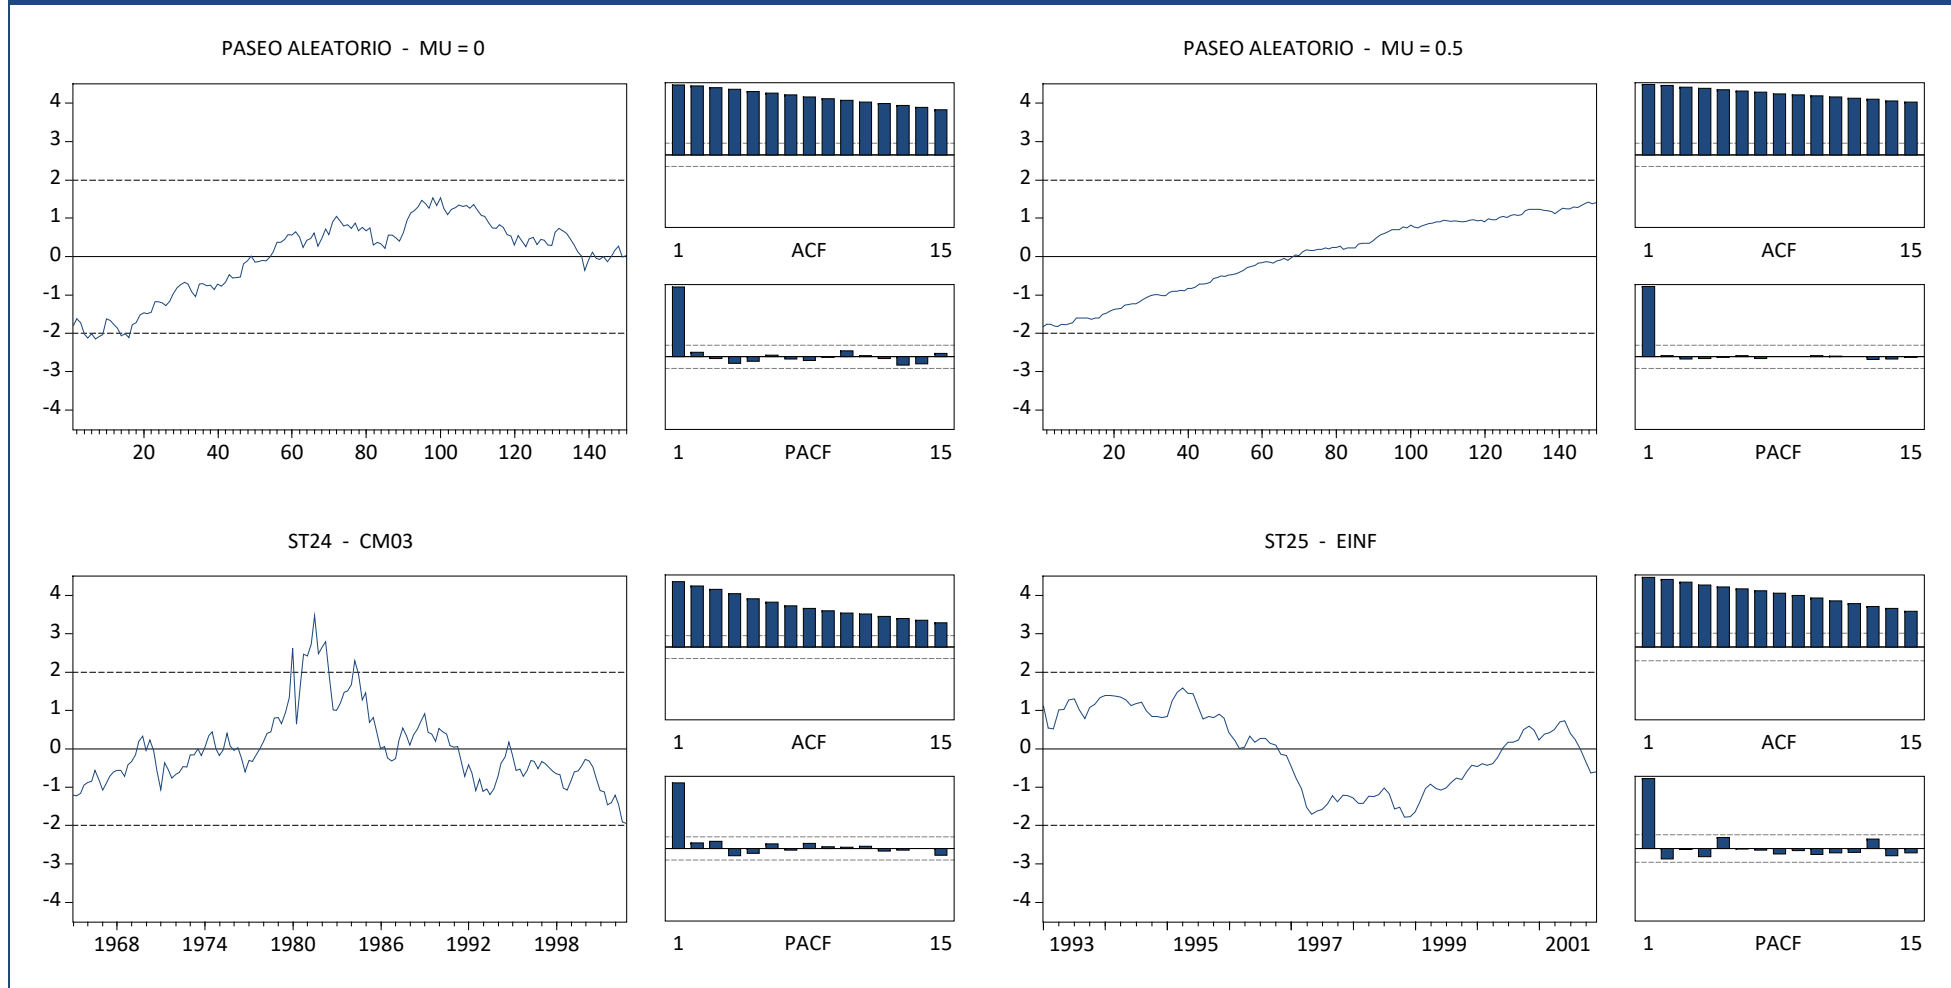 PASEO ALEATORIO - MU = 0
4
3
2
1
0
-1
-2
-3
-4
20 40 60 80 100 120 140
1 ACF 15
1 PACF 15
PASEO ALEATORIO - MU = 0.5
4
3
2
1
0
-1
-2
-3
-4
20 40 60 80 100 120 140
1 ACF 15
1 PACF 15
ST24 - CM03
4
3
2
1
0
-1
-2
-3
-4
1968 1974 1980 1986 1992 1998
1 ACF 15
1 PACF 15
ST25 - EINF
4
3
2
1
0
-1
-2
-3
-4
1993 1995 1997 1999 2001
1 ACF 15
1 PACF 15